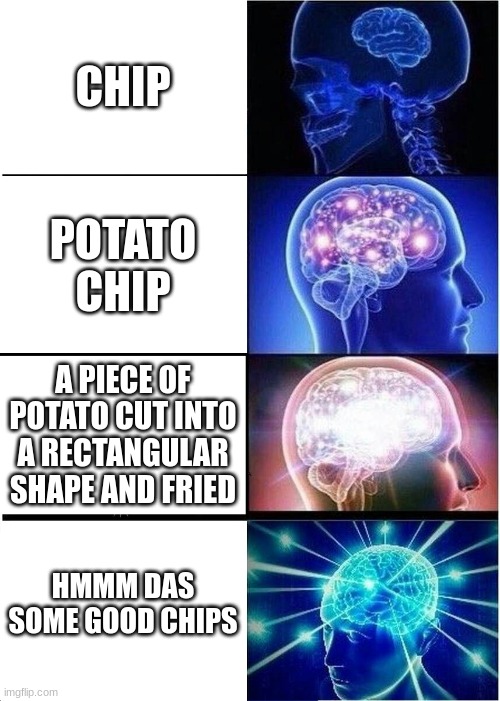 CHIP
POTATO
CHIP
A PIECE OF
POTATO CUT INTO
A RECTANGULAR
SHAPE AND FRIED
HMMM DAS
SOME GOOD CHIPS
imgflip.com